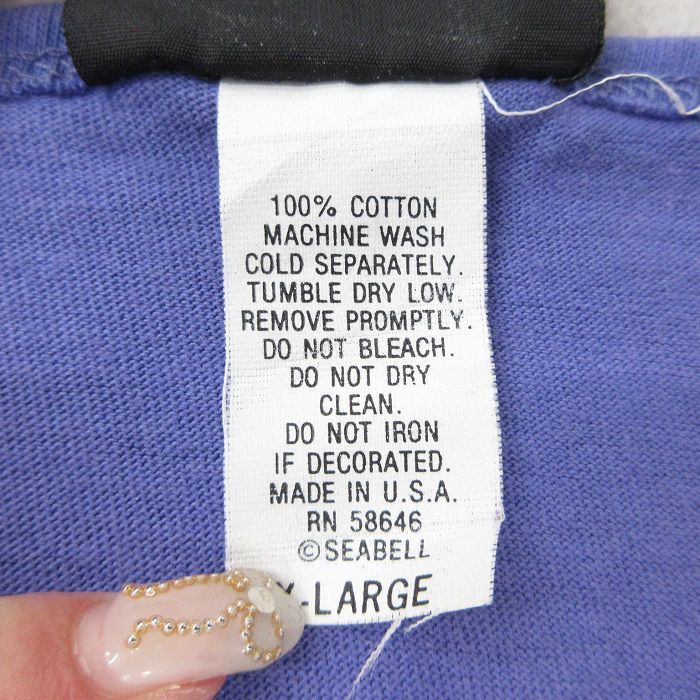 100% COTTON
MACHINE WASH
COLD SEPARATELY.
TUMBLE DRY LOW.
REMOVE PROMPTLY.
DO NOT BLEACH.
DO NOT DRY
CLEAN.
DO NOT IRON
IF DECORATED.
MADE IN U.S.A.
RN 58646
©SEABELL
X-LARGE